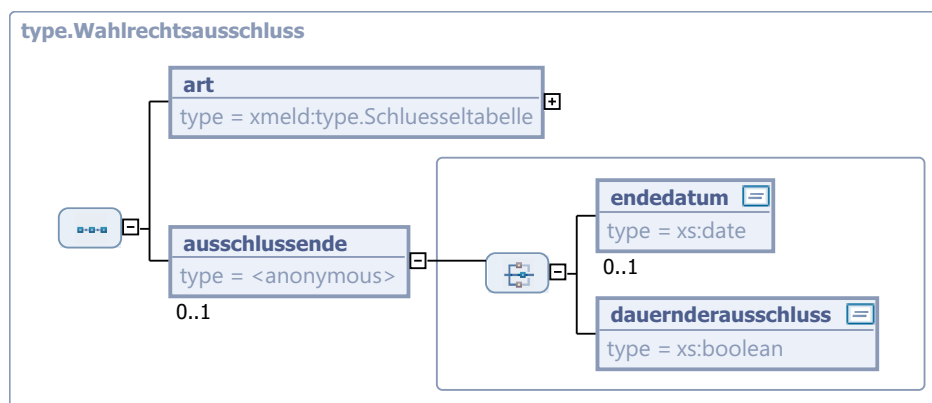 type.Wahlrechtsausschluss
art
type = xmeld:type.Schluesseltabelle
ausschlussende
type = <anonymous>
0..1
endedatum
type = xs:date
0..1
dauernderausschluss
type = xs:boolean